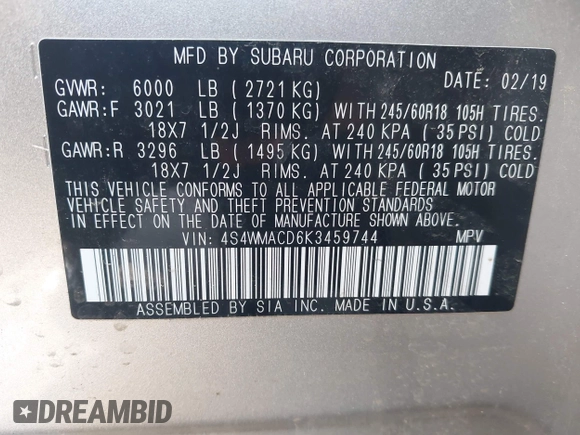 MFD BY SUBARU CORPORATION
GVWR: 6000 LB ( 2721 KG) DATE: 02/19
GAWR:F 3021 LB ( 1370 KG) WITH 245/60R18 105H TIRES.
18X7 1/2J RIMS. AT 240 KPA ( 35 PSI) COLD
GAWR:R 3296 LB ( 1495 KG) WITH 245/60R18 105H TIRES.
18X7 1/2J RIMS. AT 240 KPA ( 35 PSI) COLD
THIS VEHICLE CONFORMS TO ALL APPLICABLE FEDERAL MOTOR
VEHICLE SAFETY AND THEFT PREVENTION STANDARDS
IN EFFECT ON THE DATE OF MANUFACTURE SHOWN ABOVE.
VIN: 4S4WMACD6K3459744 MPV
ASSEMBLED BY SIA INC. MADE IN U.S.A.
DREAMBID